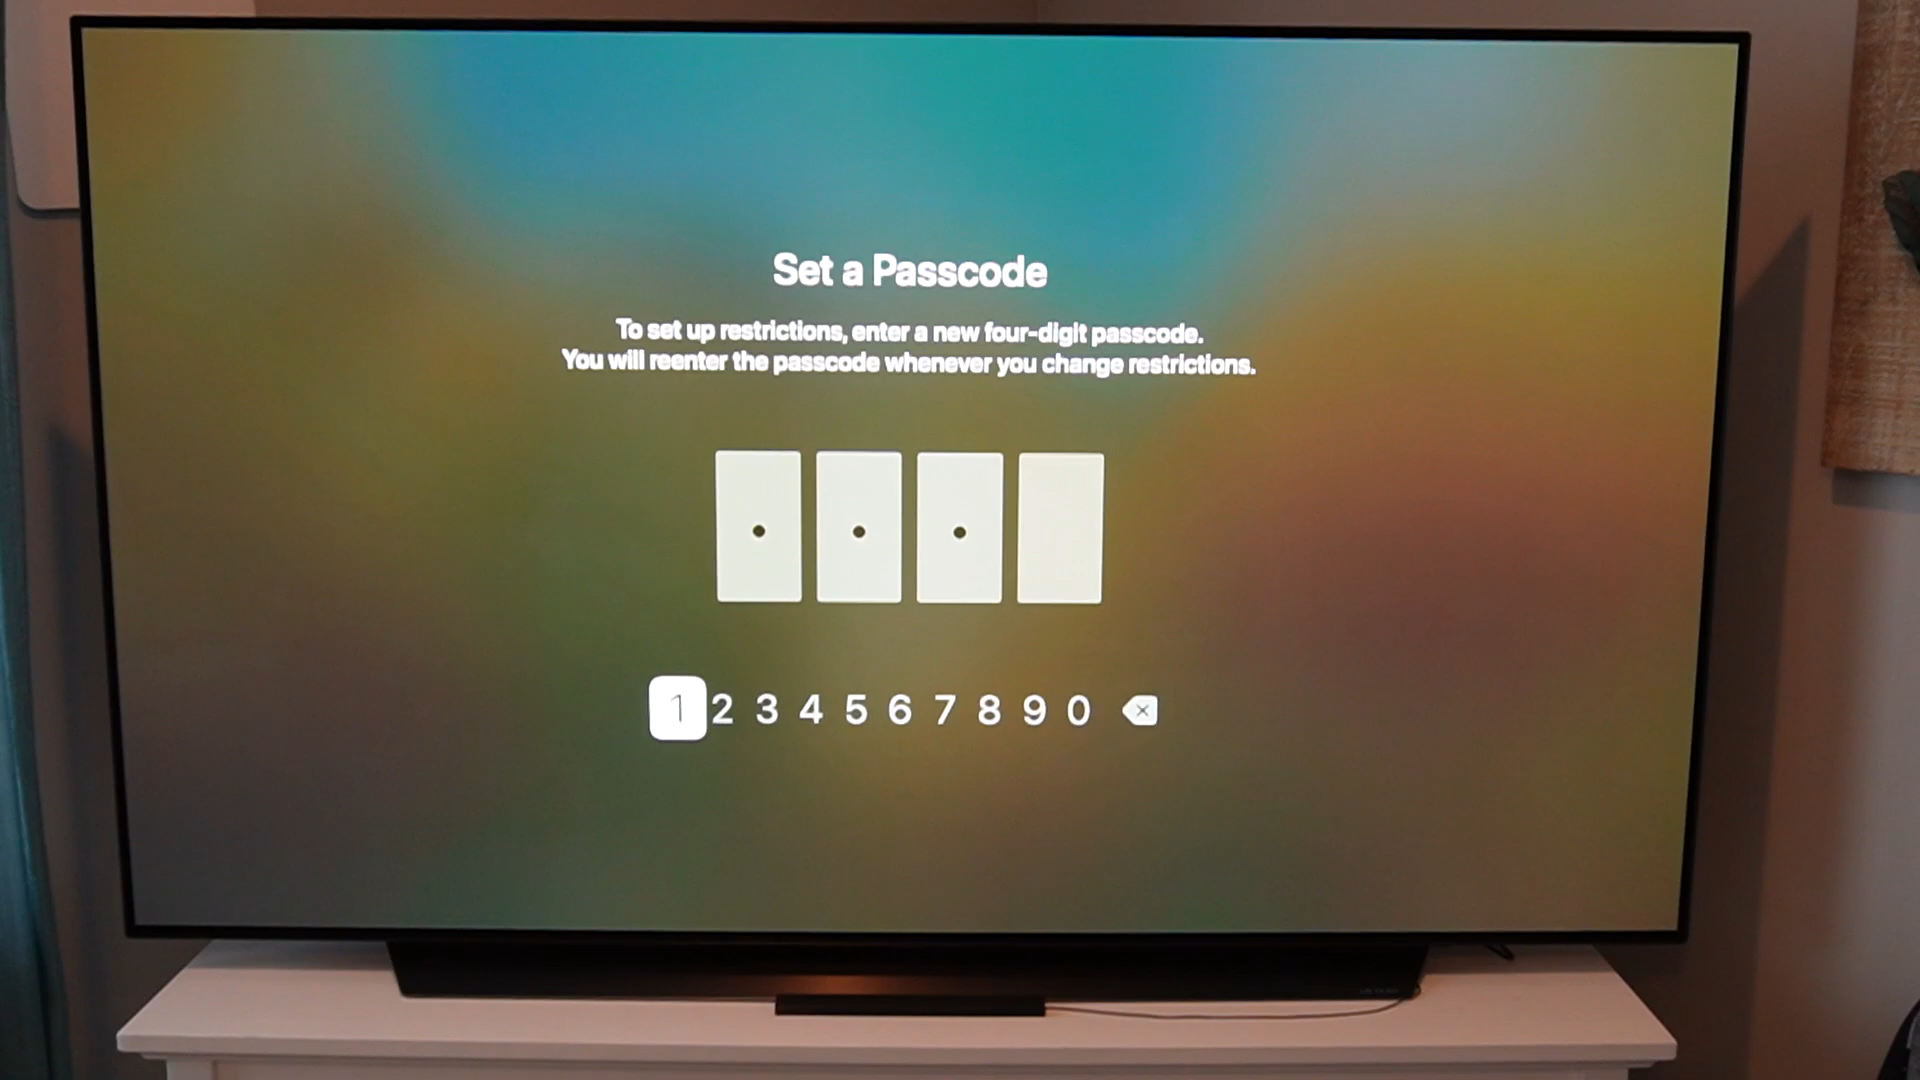 Set a Passcode
To set up restrictions, enter a new four-digit passcode.
You will reenter the passcode whenever you change restrictions.
1 2 3 4 5 6 7 8 9 0